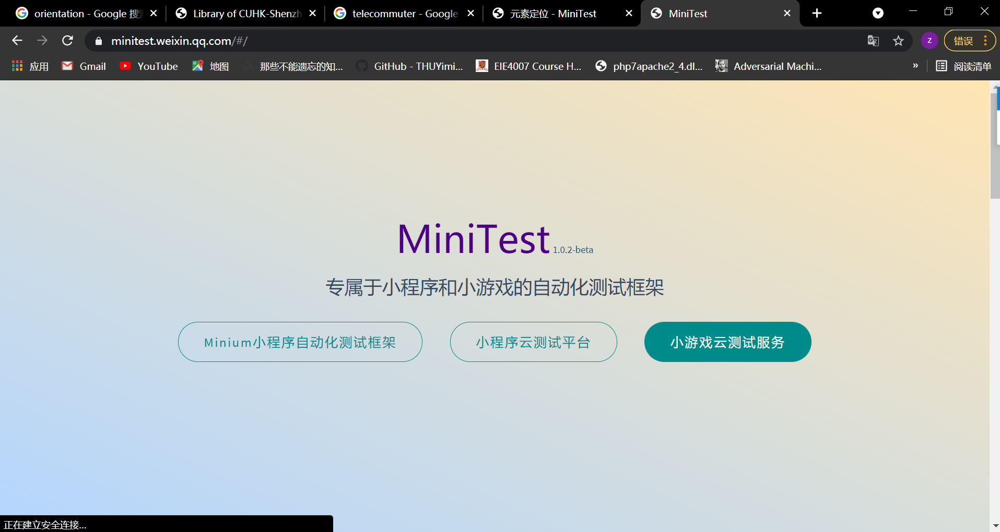 orientation - Google 搜索
Library of CUHK-Shenzh
telecommuter - Google
元素定位 - MiniTest
MiniTest
minitest.weixin.qq.com/#/
z
错误
应用
Gmail
YouTube
地图
那些不能遗忘的知...
GitHub - THUYimi...
EIE4007 Course H...
php7apache2_4.dl...
Adversarial Machi...
»
阅读清单
MiniTest 1.0.2-beta
专属于小程序和小游戏的自动化测试框架
Minium小程序自动化测试框架
小程序云测试平台
小游戏云测试服务
正在建立安全连接...